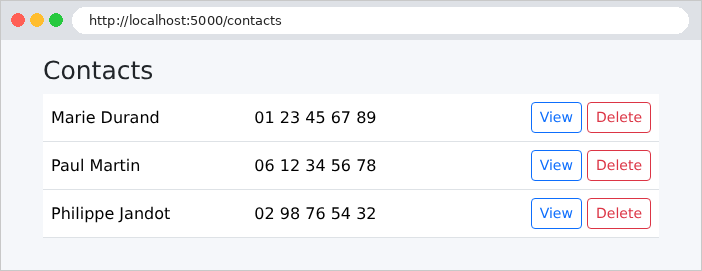 http://localhost:5000/contacts
Contacts
Marie Durand 01 23 45 67 89 View Delete
Paul Martin 06 12 34 56 78 View Delete
Philippe Jandot 02 98 76 54 32 View Delete